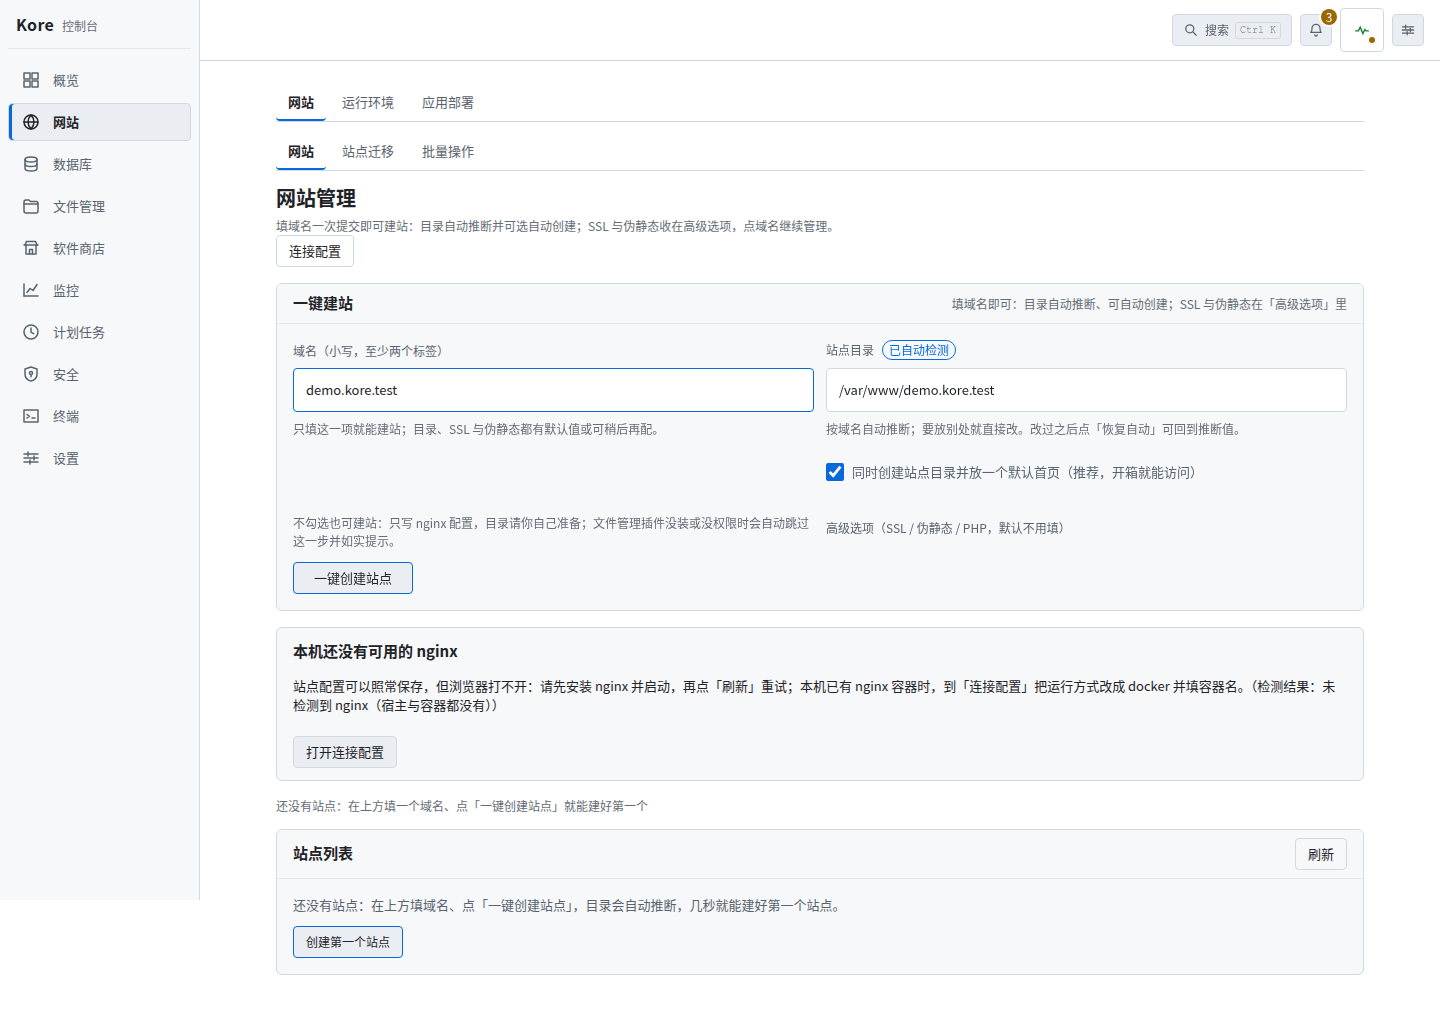 Kore 控制台
搜索 Ctrl K
3
概览
网站
数据库
文件管理
软件商店
监控
计划任务
安全
终端
设置
网站 运行环境 应用部署
网站 站点迁移 批量操作
网站管理
填域名一次提交即可建站：目录自动推断并可选自动创建；SSL 与伪静态收在高级选项，点域名继续管理。
连接配置
一键建站
填域名即可：目录自动推断、可自动创建；SSL 与伪静态在「高级选项」里
域名（小写，至少两个标签）
站点目录 已自动检测
demo.kore.test
/var/www/demo.kore.test
只填这一项就能建站；目录、SSL 与伪静态都有默认值或可稍后再配。
按域名自动推断；要放别处就直接改。改过之后点「恢复自动」可回到推断值。
同时创建站点目录并放一个默认首页（推荐，开箱就能访问）
不勾选也可建站：只写 nginx 配置，目录请你自己准备；文件管理插件没装或没权限时会自动跳过
这一步并如实提示。
高级选项（SSL / 伪静态 / PHP，默认不用填）
一键创建站点
本机还没有可用的 nginx
站点配置可以照常保存，但浏览器打不开：请先安装 nginx 并启动，再点「刷新」重试；本机已有 nginx 容器时，到「连接配置」把运行方式改成 docker 并填容器名。（检测结果：未
检测到 nginx（宿主与容器都没有））
打开连接配置
还没有站点：在上方填一个域名、点「一键创建站点」就能建好第一个
站点列表
刷新
还没有站点：在上方填域名、点「一键创建站点」，目录会自动推断，几秒就能建好第一个站点。
创建第一个站点